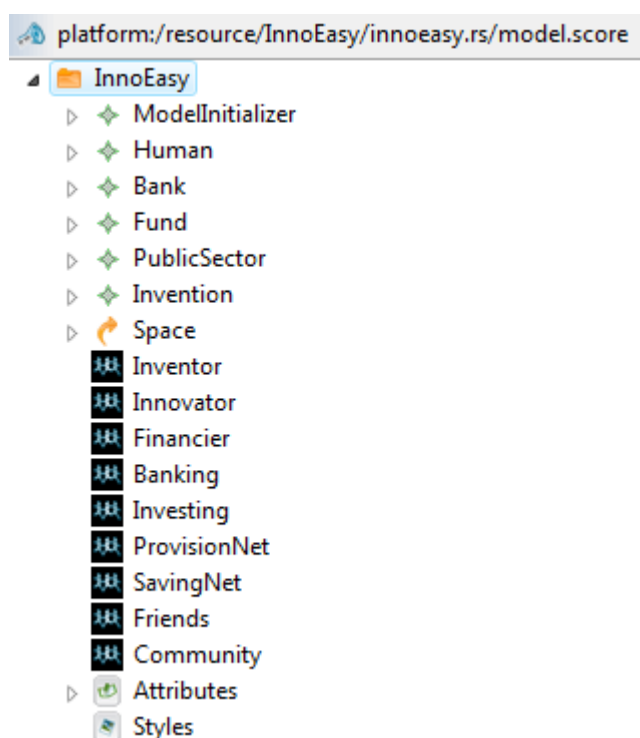 platform:/resource/InnoEasy/innoeasy.rs/model.score
InnoEasy
ModelInitializer
Human
Bank
Fund
PublicSector
Invention
Space
Inventor
Innovator
Financier
Banking
Investing
ProvisionNet
SavingNet
Friends
Community
Attributes
Styles